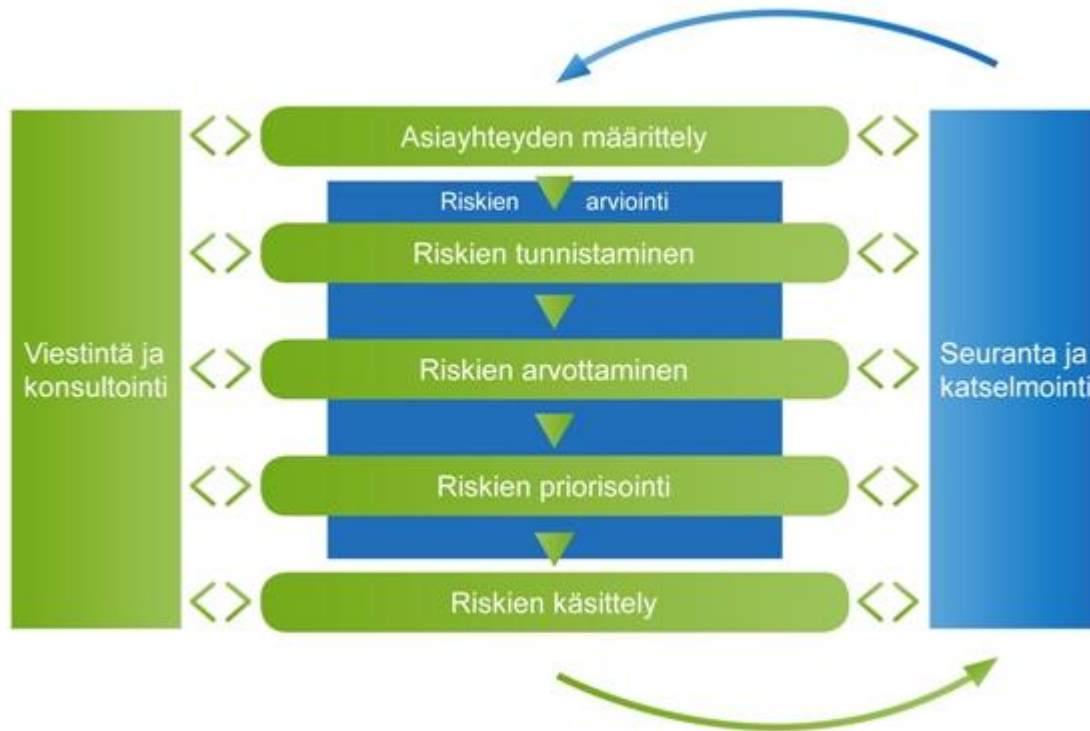 Asiayhteyden määrittely
Riskien arviointi
Riskien tunnistaminen
Viestintä ja
konsultointi
Riskien arvottaminen
Seuranta ja
katselmointi
Riskien priorisointi
Riskien käsittely